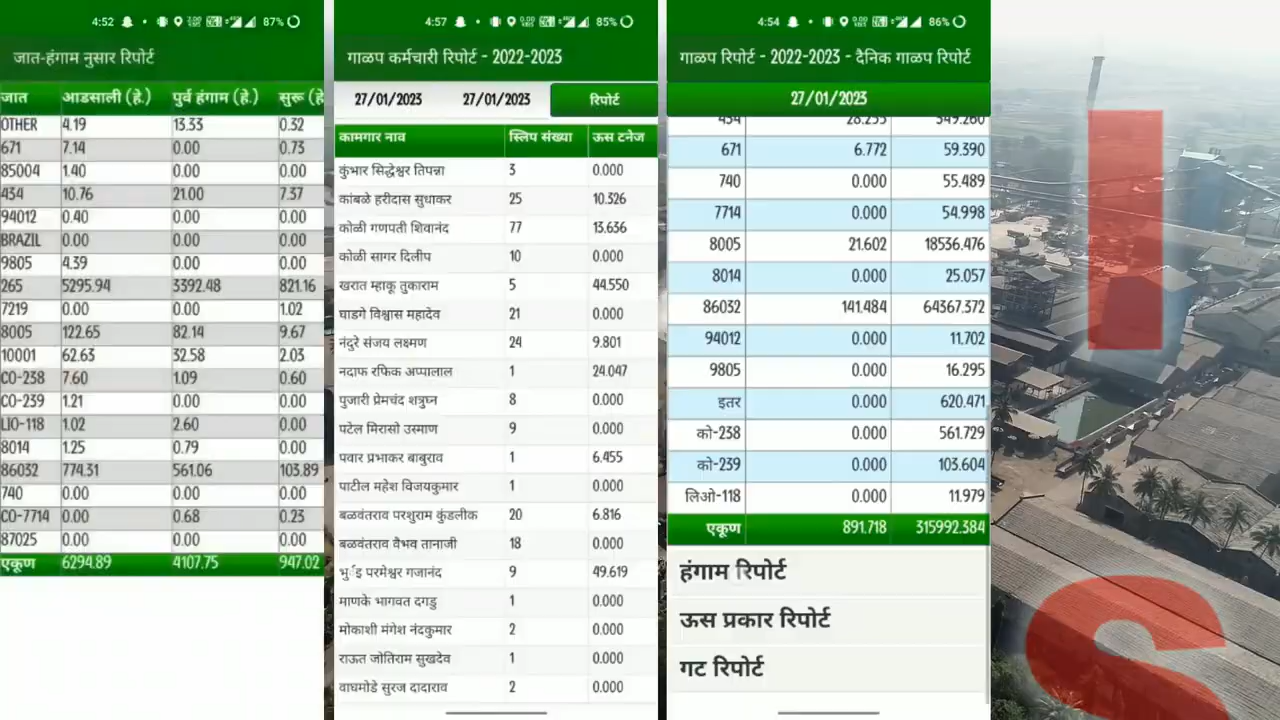 4:52
87%
जात-हंगाम नुसार रिपोर्ट
जात आडसाली (हे.) पुर्व हंगाम (हे.) सुरू (हे
OTHER 4.19 13.33 0.32
671 7.14 0.00 0.73
85004 1.40 0.00 0.00
434 10.76 21.00 7.37
94012 0.40 0.00 0.00
BRAZIL 0.00 0.00 0.00
9805 4.39 0.00 0.00
265 5295.94 3392.48 821.16
7219 0.00 0.00 1.02
8005 122.65 82.14 9.67
10001 62.63 32.58 2.03
CO-238 7.60 1.09 0.60
CO-239 1.21 0.00 0.00
LIO-118 1.02 2.60 0.00
8014 1.25 0.79 0.00
86032 774.31 561.06 103.89
740 0.00 0.00 0.00
CO-7714 0.00 0.68 0.23
87025 0.00 0.00 0.00
एकूण 6294.89 4107.75 947.02
4:57
85%
गाळप कर्मचारी रिपोर्ट - 2022-2023
27/01/2023 27/01/2023 रिपोर्ट
कामगार नाव स्लिप संख्या ऊस टनेज
कुंभार सिद्धेश्वर तिपन्ना 3 0.000
कांबळे हरीदास सुधाकर 25 10.326
कोळी गणपती शिवानंद 77 13.636
कोळी सागर दिलीप 10 0.000
खरात म्हाकू तुकाराम 5 44.550
घाडगे विश्वास महादेव 21 0.000
नंदुरे संजय लक्ष्मण 24 9.801
नदाफ रफिक अप्पालाल 1 24.047
पुजारी प्रेमचंद शत्रुघ्न 8 0.000
पटेल मिरासो उस्माण 9 0.000
पवार प्रभाकर बाबुराव 1 6.455
पाटील महेश विजयकुमार 1 0.000
बळवंतराव परशुराम कुंडलीक 20 6.816
बळवंतराव वैभव तानाजी 18 0.000
परमेश्वर गजानंद 9 49.619
माणके भागवत दगडु 1 0.000
मोकाशी मंगेश नंदकुमार 2 0.000
राऊत जोतिराम सुखदेव 1 0.000
वाघमोडे सुरज दादाराव 2 0.000
4:54
86%
गाळप रिपोर्ट - 2022-2023 - दैनिक गाळप रिपोर्ट
27/01/2023
434 28.255 349.260
671 6.772 59.390
740 0.000 55.489
7714 0.000 54.998
8005 21.602 18536.476
8014 0.000 25.057
86032 141.484 64367.372
94012 0.000 11.702
9805 0.000 16.295
इतर 0.000 620.471
को-238 0.000 561.729
को-239 0.000 103.604
लिओ-118 0.000 11.979
एकूण 891.718 315992.384
हंगाम रिपोर्ट
ऊस प्रकार रिपोर्ट
गट रिपोर्ट